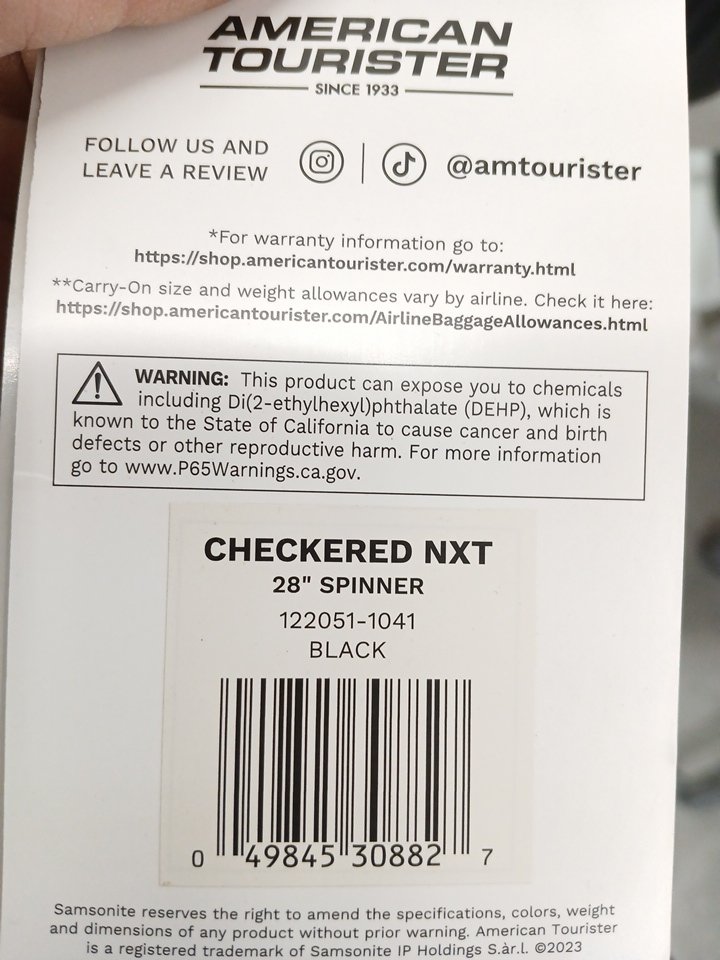 AMERICAN
TOURISTER
SINCE 1933
FOLLOW US AND
LEAVE A REVIEW
@amtourister
*For warranty information go to:
https://shop.americantourister.com/warranty.html
**Carry-On size and weight allowances vary by airline. Check it here:
https://shop.americantourister.com/AirlineBaggageAllowances.html
WARNING: This product can expose you to chemicals
including Di(2-ethylhexyl)phthalate (DEHP), which is
known to the State of California to cause cancer and birth
defects or other reproductive harm. For more information
go to www.P65Warnings.ca.gov.
CHECKERED NXT
28" SPINNER
122051-1041
BLACK
0 49845 30882 7
Samsonite reserves the right to amend the specifications, colors, weight
and dimensions of any product without prior warning. American Tourister
is a registered trademark of Samsonite IP Holdings S.àr.l. ©2023